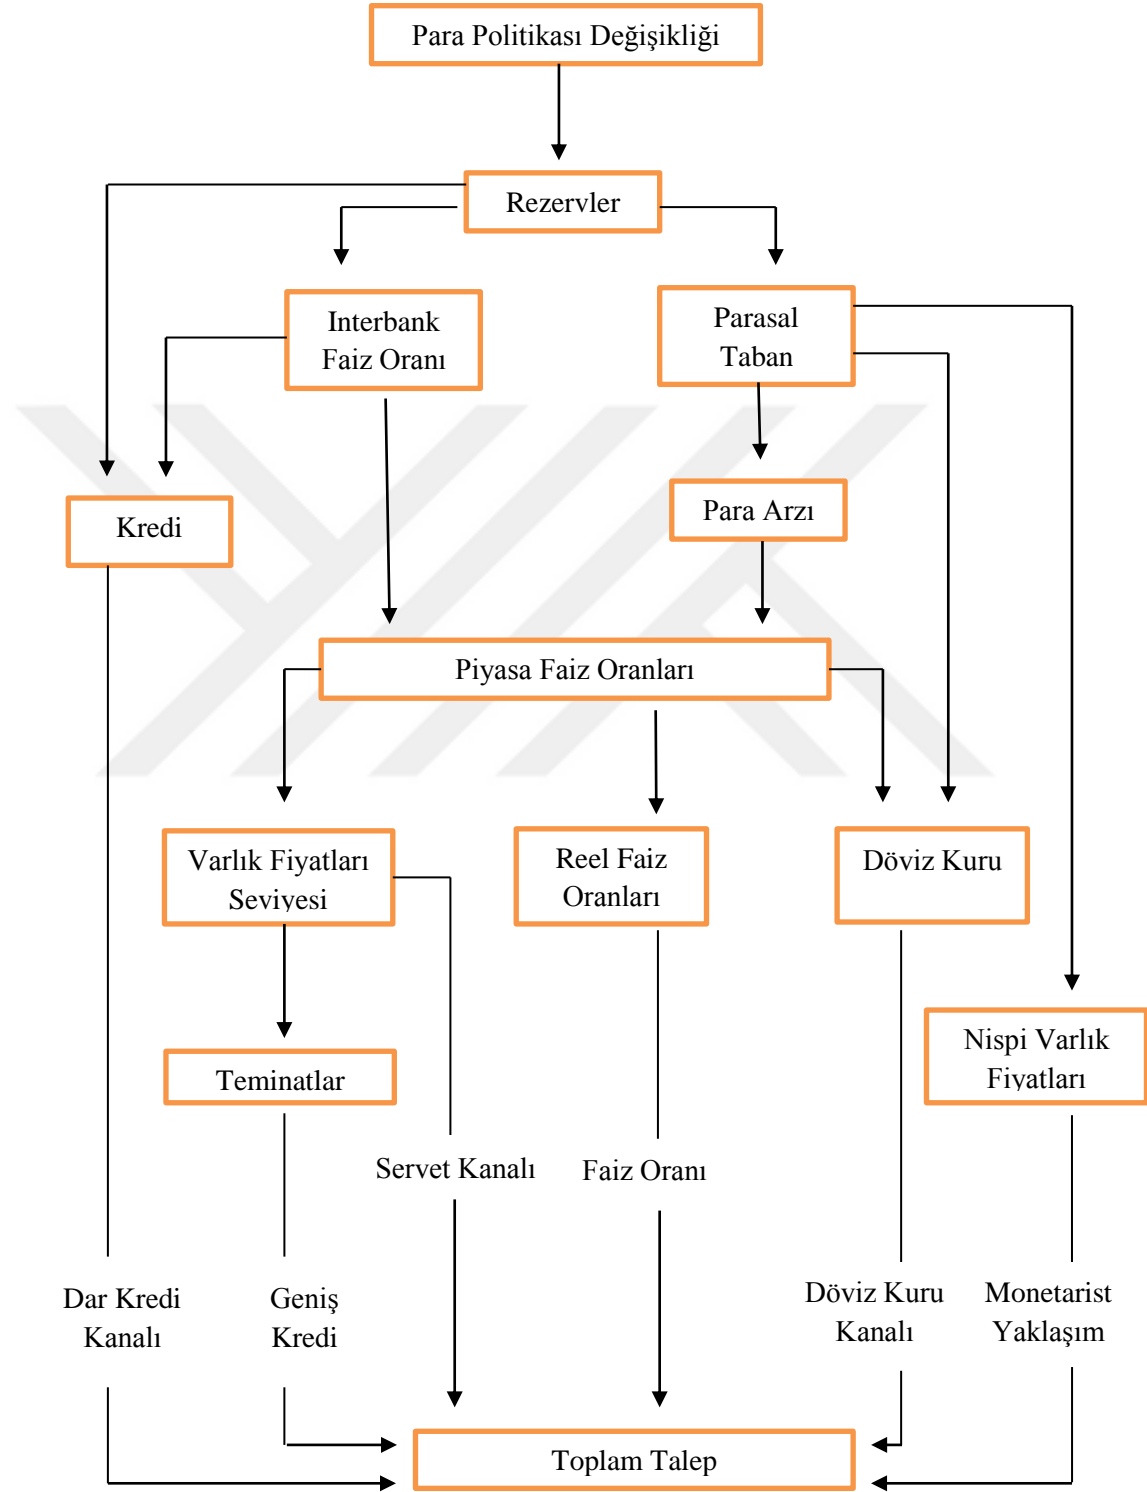 Para Politikası Değişikliği
Rezervler
Interbank
Faiz Oranı
Parasal
Taban
Kredi
Para Arzı
Piyasa Faiz Oranları
Varlık Fiyatları
Seviyesi
Reel Faiz
Oranları
Döviz Kuru
Nispi Varlık
Fiyatları
Teminatlar
Servet Kanalı
Faiz Oranı
Dar Kredi
Kanalı
Geniş
Kredi
Döviz Kuru
Kanalı
Monetarist
Yaklaşım
Toplam Talep